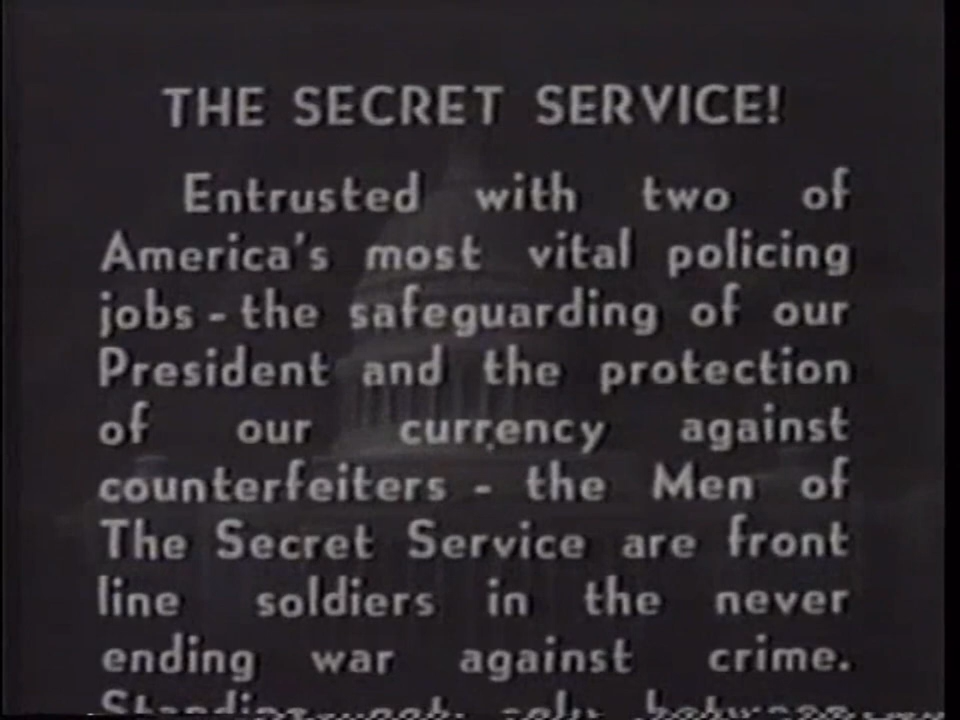 THE SECRET SERVICE!
Entrusted with two of
America's most vital policing
jobs - the safeguarding of our
President and the protection
of our currency against
counterfeiters - the Men of
The Secret Service are front
line soldiers in the never
ending war against crime.